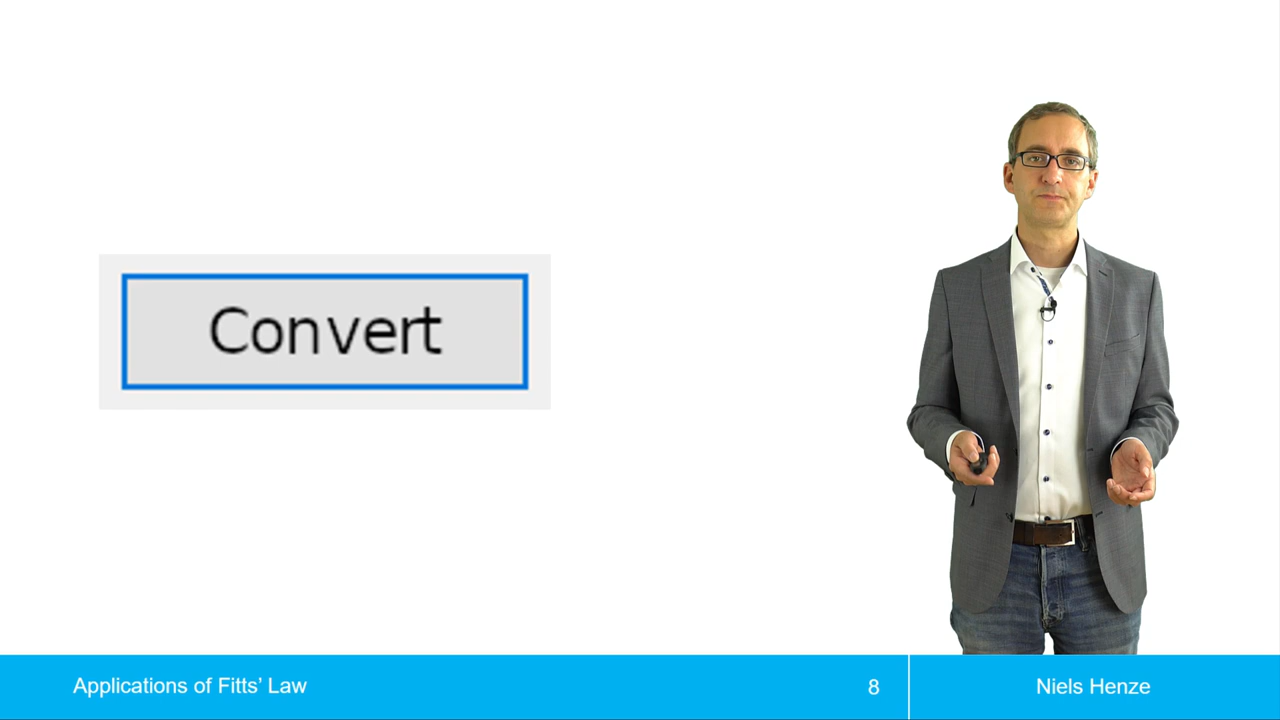 Convert
Applications of Fitts’ Law
8
Niels Henze